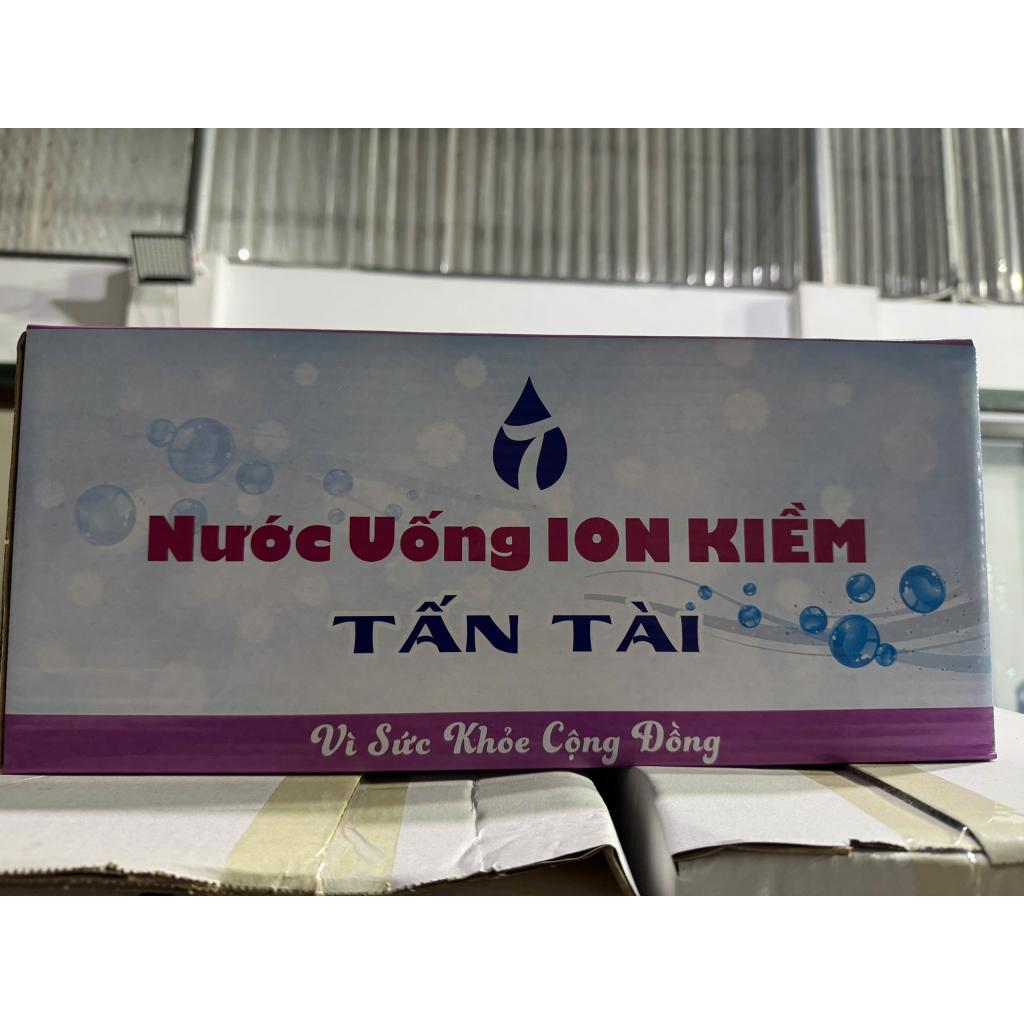 Nước Uống ION KIỀM
TẤN TÀI
Vì Sức Khỏe Cộng Đồng